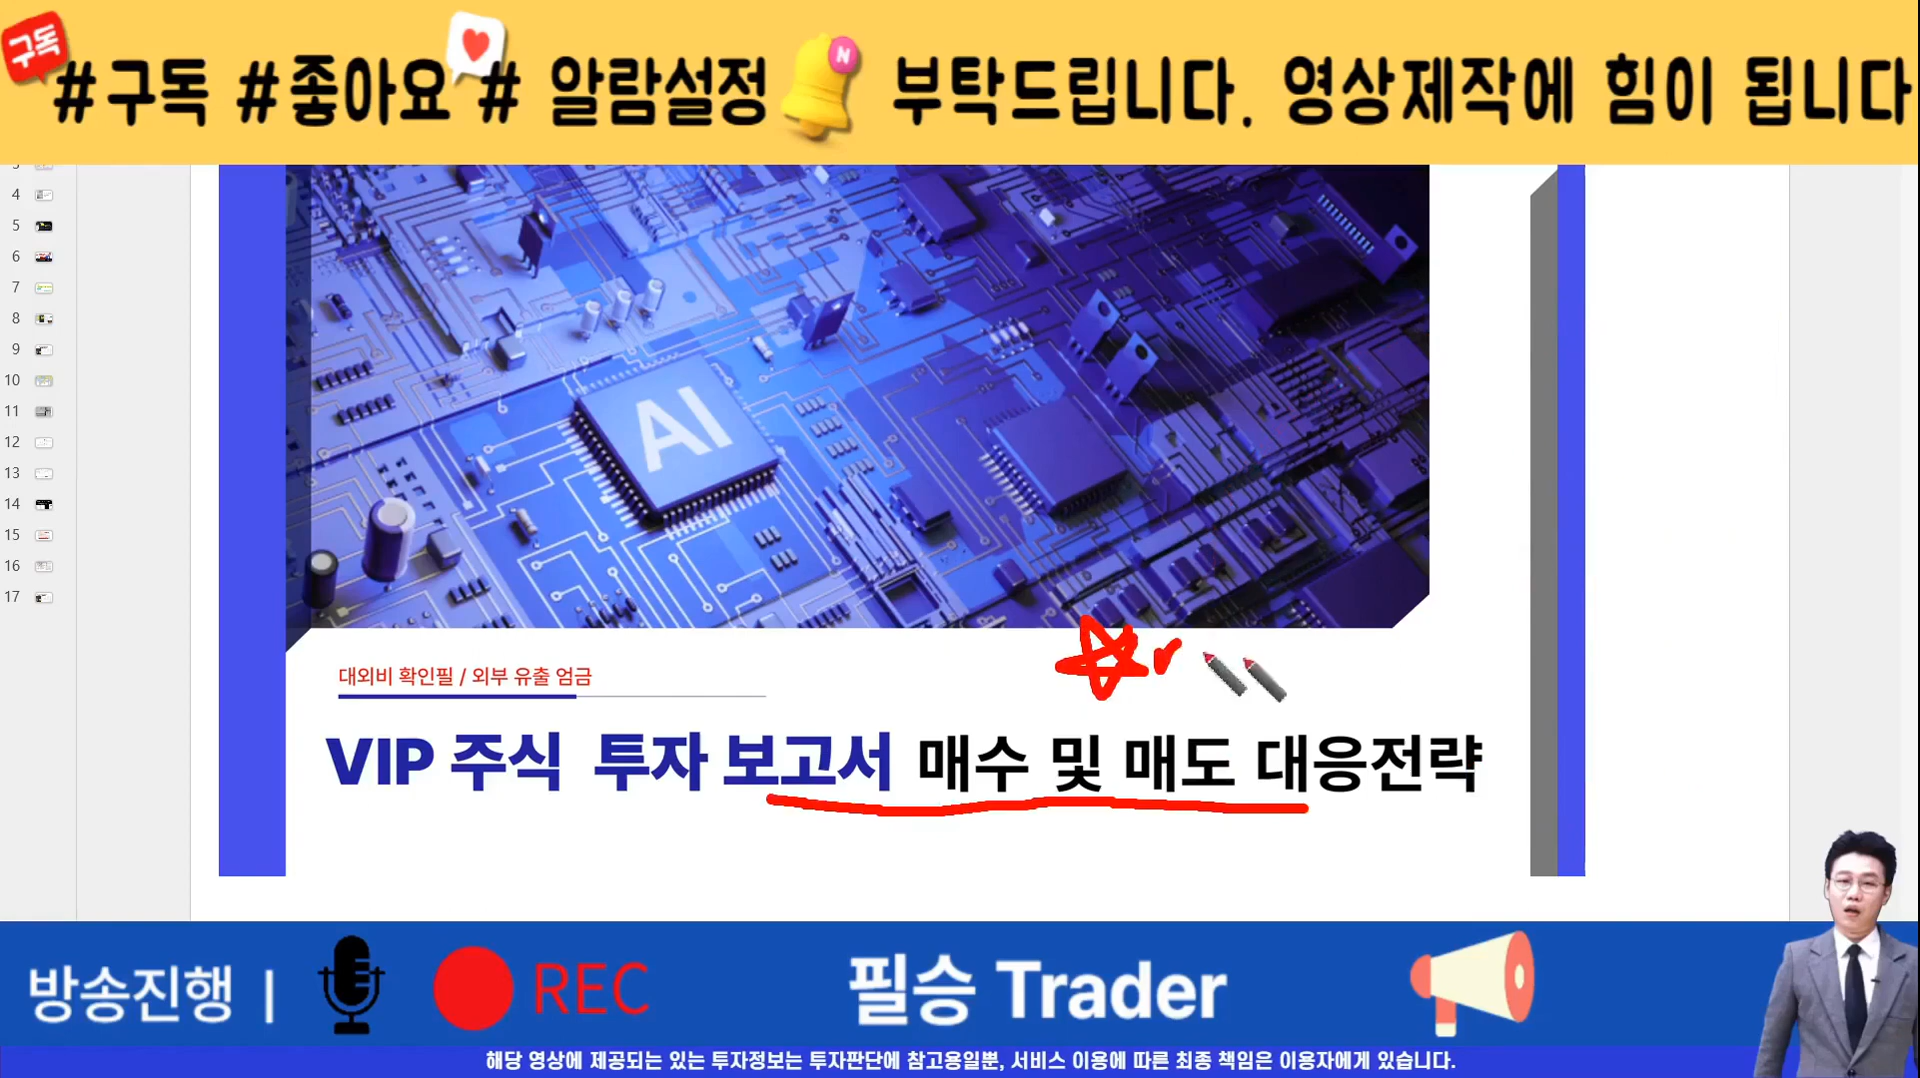 구독
#구독 #좋아요 # 알람설정 N 부탁드립니다. 영상제작에 힘이 됩니다
4
5
6
7
8
9
10
11
12
13
14
15
16
17
AI
대외비 확인필 / 외부 유출 엄금
VIP 주식 투자 보고서 매수 및 매도 대응전략
방송진행 | REC 필승 Trader
해당 영상에 제공되는 있는 투자정보는 투자판단에 참고용일뿐, 서비스 이용에 따른 최종 책임은 이용자에게 있습니다.